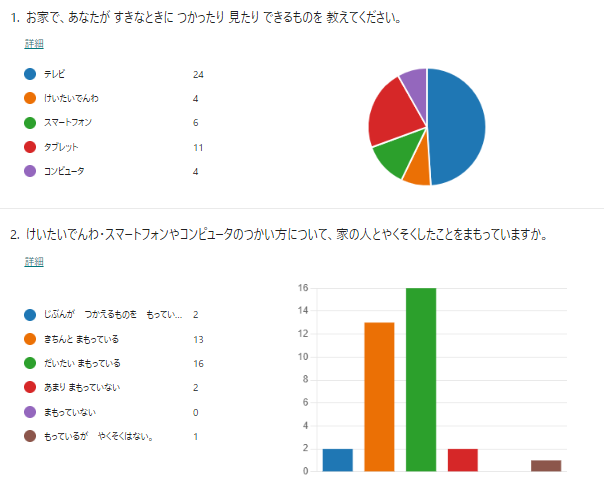 1. お家で、あなたが すきなときに つかったり 見たり できるものを 教えてください。
詳細
テレビ 24
けいたいでんわ 4
スマートフォン 6
タブレット 11
コンピュータ 4
2. けいたいでんわ・スマートフォンやコンピュータのつかい方について、家の人とやくそくしたことをまもっていますか。
詳細
じぶんが つかえるものを もってい... 2
きちんと まもっている 13
だいたい まもっている 16
あまり まもっていない 2
まもっていない 0
もっているが やくそくはない。 1
16
14
12
10
8
6
4
2
0